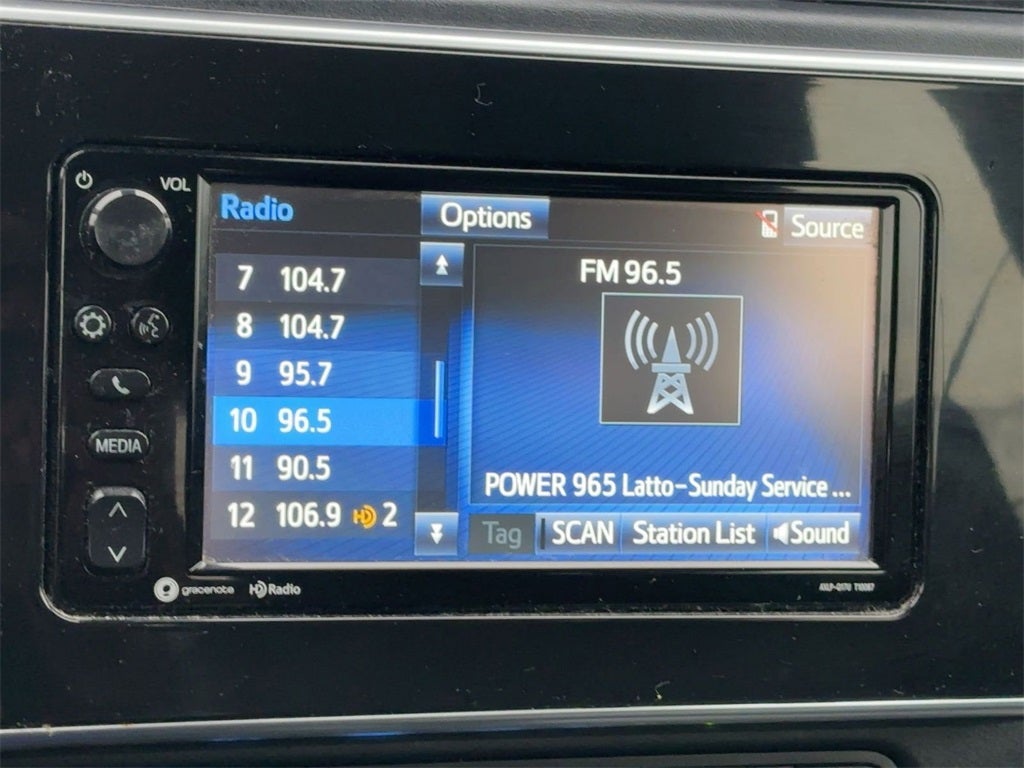 VOL
Radio
Options
Source
7 104.7
8 104.7
9 95.7
10 96.5
11 90.5
12 106.9 HD 2
FM 96.5
POWER 965 Latto-Sunday Service ...
Tag
SCAN
Station List
Sound
MEDIA
gracenote
HD Radio